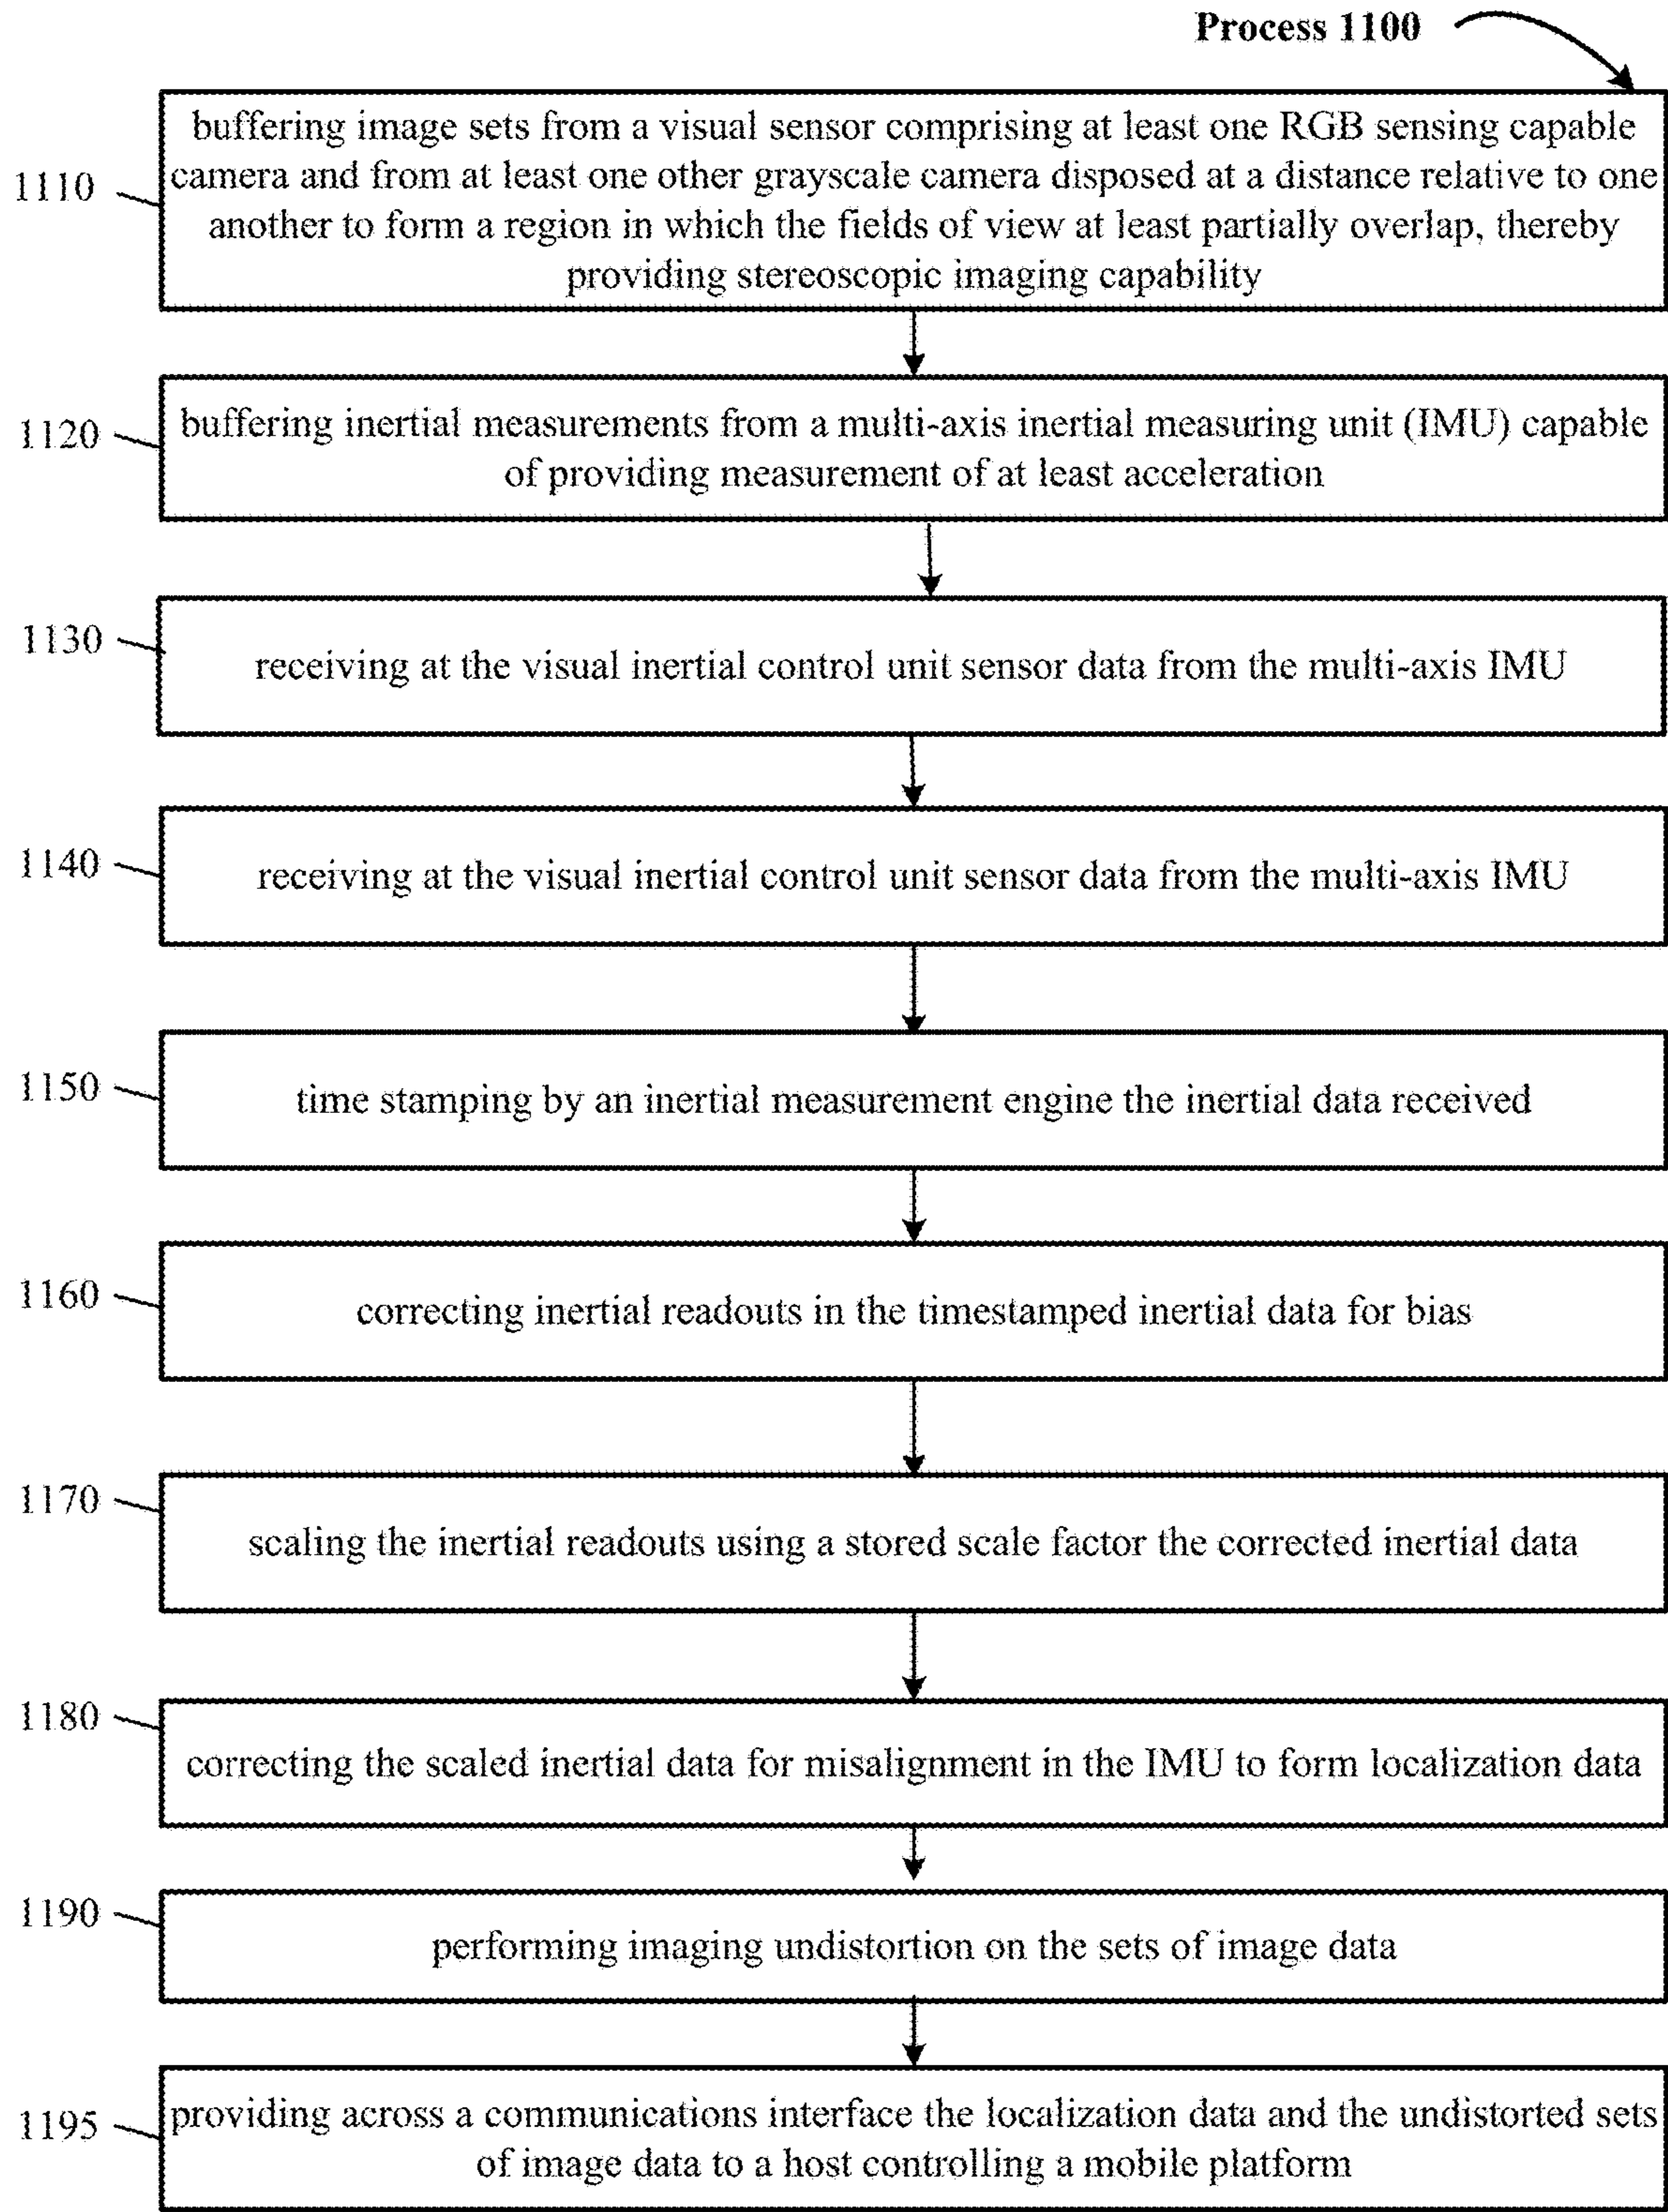 Process 1100
1110
buffering image sets from a visual sensor comprising at least one RGB sensing capable
camera and from at least one other grayscale camera disposed at a distance relative to one
another to form a region in which the fields of view at least partially overlap, thereby
providing stereoscopic imaging capability
1120
buffering inertial measurements from a multi-axis inertial measuring unit (IMU) capable
of providing measurement of at least acceleration
1130
receiving at the visual inertial control unit sensor data from the multi-axis IMU
1140
receiving at the visual inertial control unit sensor data from the multi-axis IMU
1150
time stamping by an inertial measurement engine the inertial data received
1160
correcting inertial readouts in the timestamped inertial data for bias
1170
scaling the inertial readouts using a stored scale factor the corrected inertial data
1180
correcting the scaled inertial data for misalignment in the IMU to form localization data
1190
performing imaging undistortion on the sets of image data
1195
providing across a communications interface the localization data and the undistorted sets
of image data to a host controlling a mobile platform